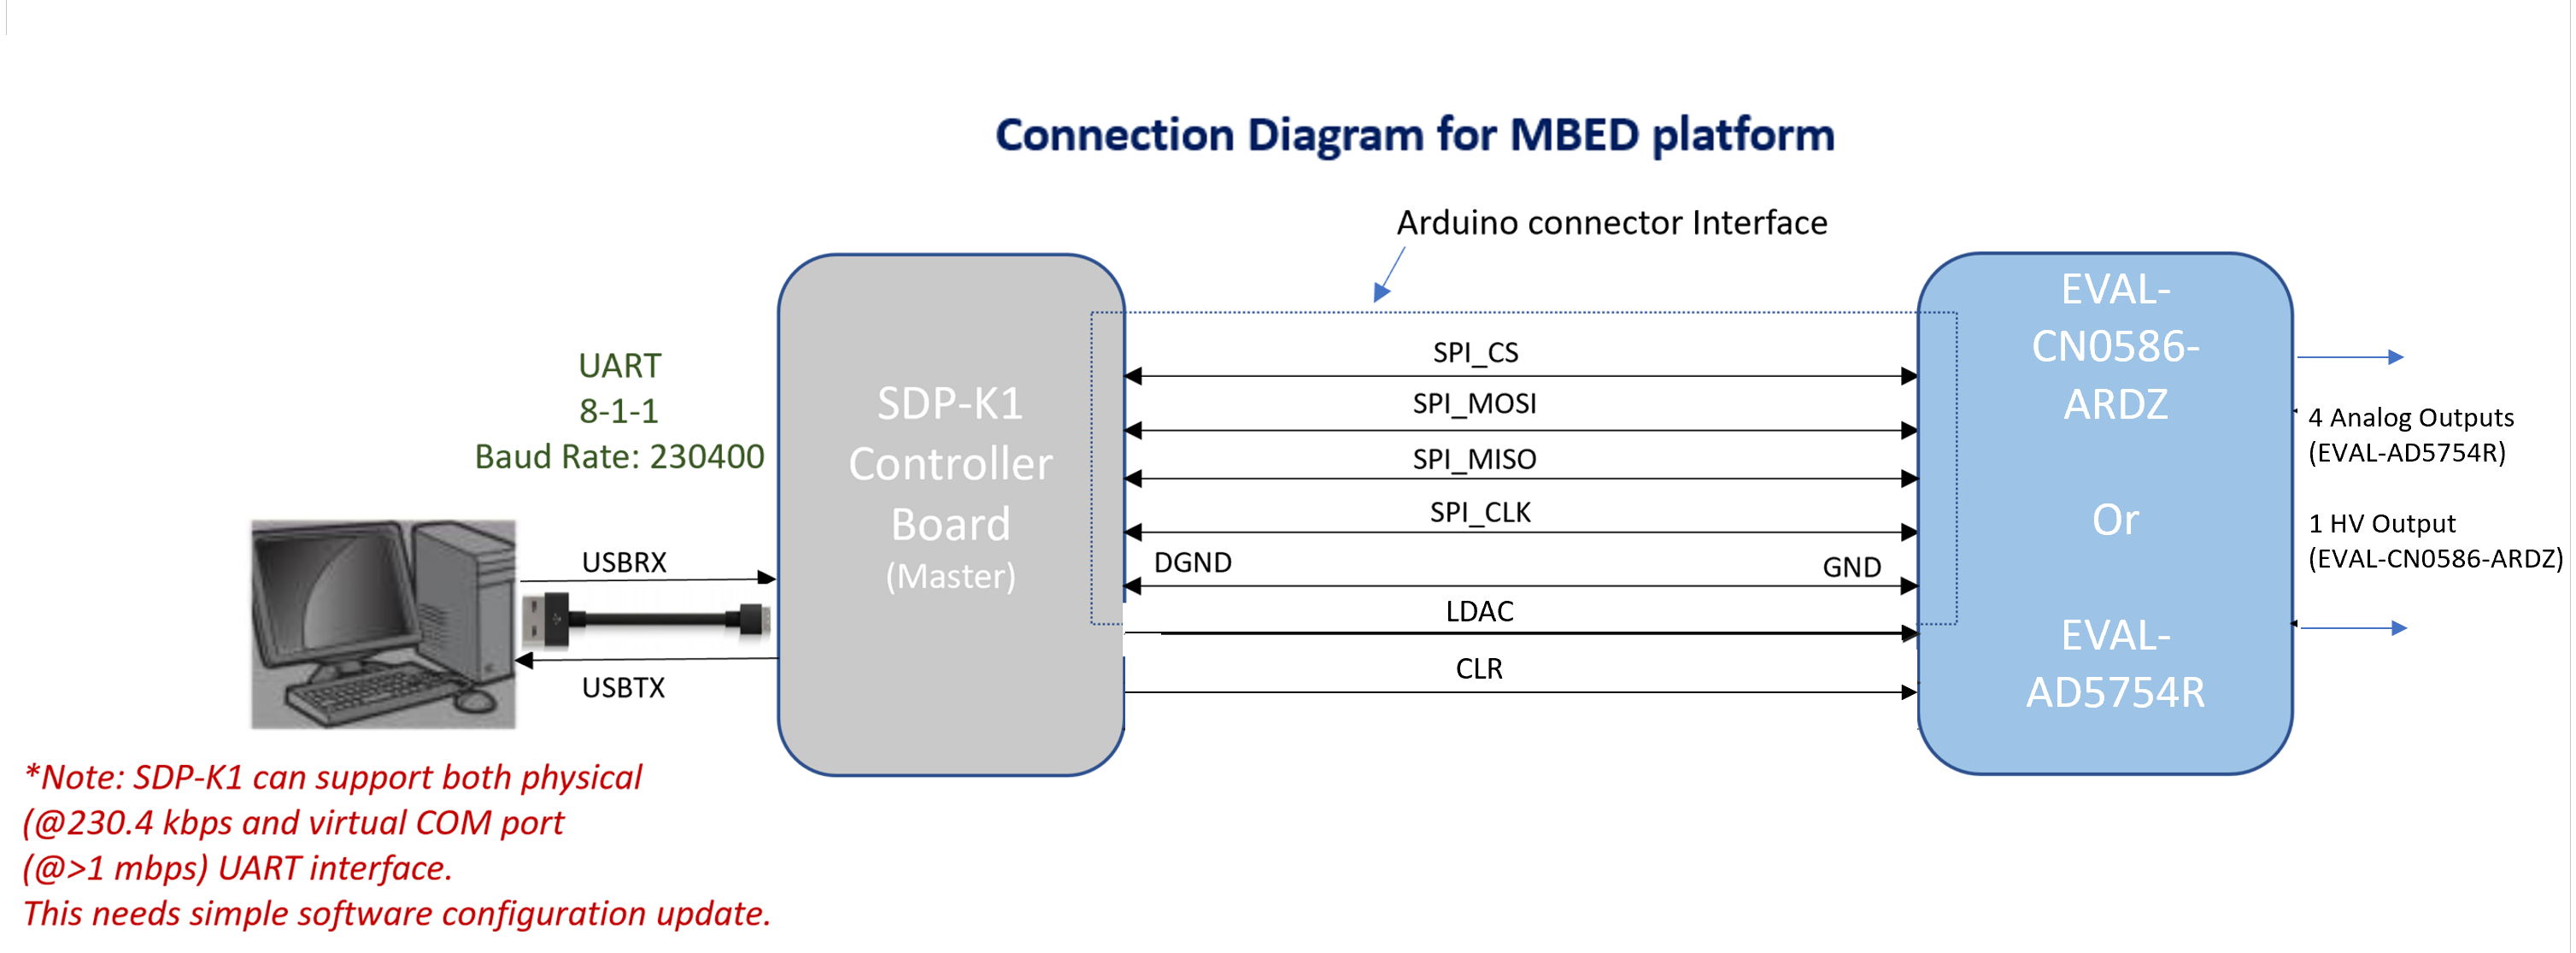 Connection Diagram for MBED platform
Arduino connector Interface
UART
8-1-1
Baud Rate: 230400
USBRX
USBTX
SDP-K1
Controller
Board
(Master)
SPI_CS
SPI_MOSI
SPI_MISO
SPI_CLK
DGND
GND
LDAC
CLR
EVAL-
CN0586-
ARDZ
Or
EVAL-
AD5754R
4 Analog Outputs
(EVAL-AD5754R)
1 HV Output
(EVAL-CN0586-ARDZ)
*Note: SDP-K1 can support both physical
(@230.4 kbps and virtual COM port
(@>1 mbps) UART interface.
This needs simple software configuration update.